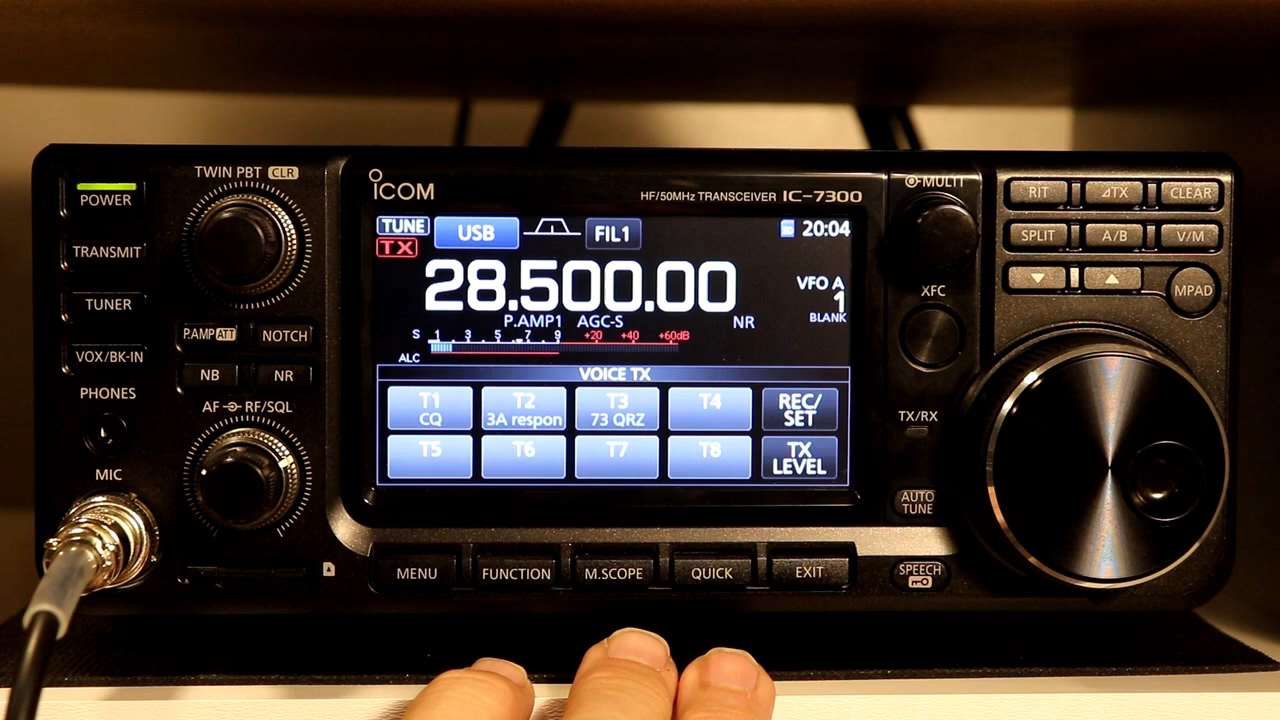 TWIN PBT CLR
POWER
TRANSMIT
TUNER
VOX/BK-IN
PHONES
MIC
P.AMP ATT
NOTCH
NB
NR
AF RF/SQL
ICOM
HF/50MHz TRANSCEIVER IC-7300
TUNE
USB
FIL1
20:04
TX
28.500.00
VFO A
1
BLANK
P.AMP1 AGC-S NR
S 1 3 5 7 9 +20 +40 +60dB
ALC
VOICE TX
T1
CQ
T2
3A respon
T3
73 QRZ
T4
REC/
SET
T5
T6
T7
T8
TX
LEVEL
MENU
FUNCTION
M.SCOPE
QUICK
EXIT
MULTI
XFC
TX/RX
AUTO
TUNE
SPEECH
RIT
⊿TX
CLEAR
SPLIT
A/B
V/M
▼
▲
MPAD